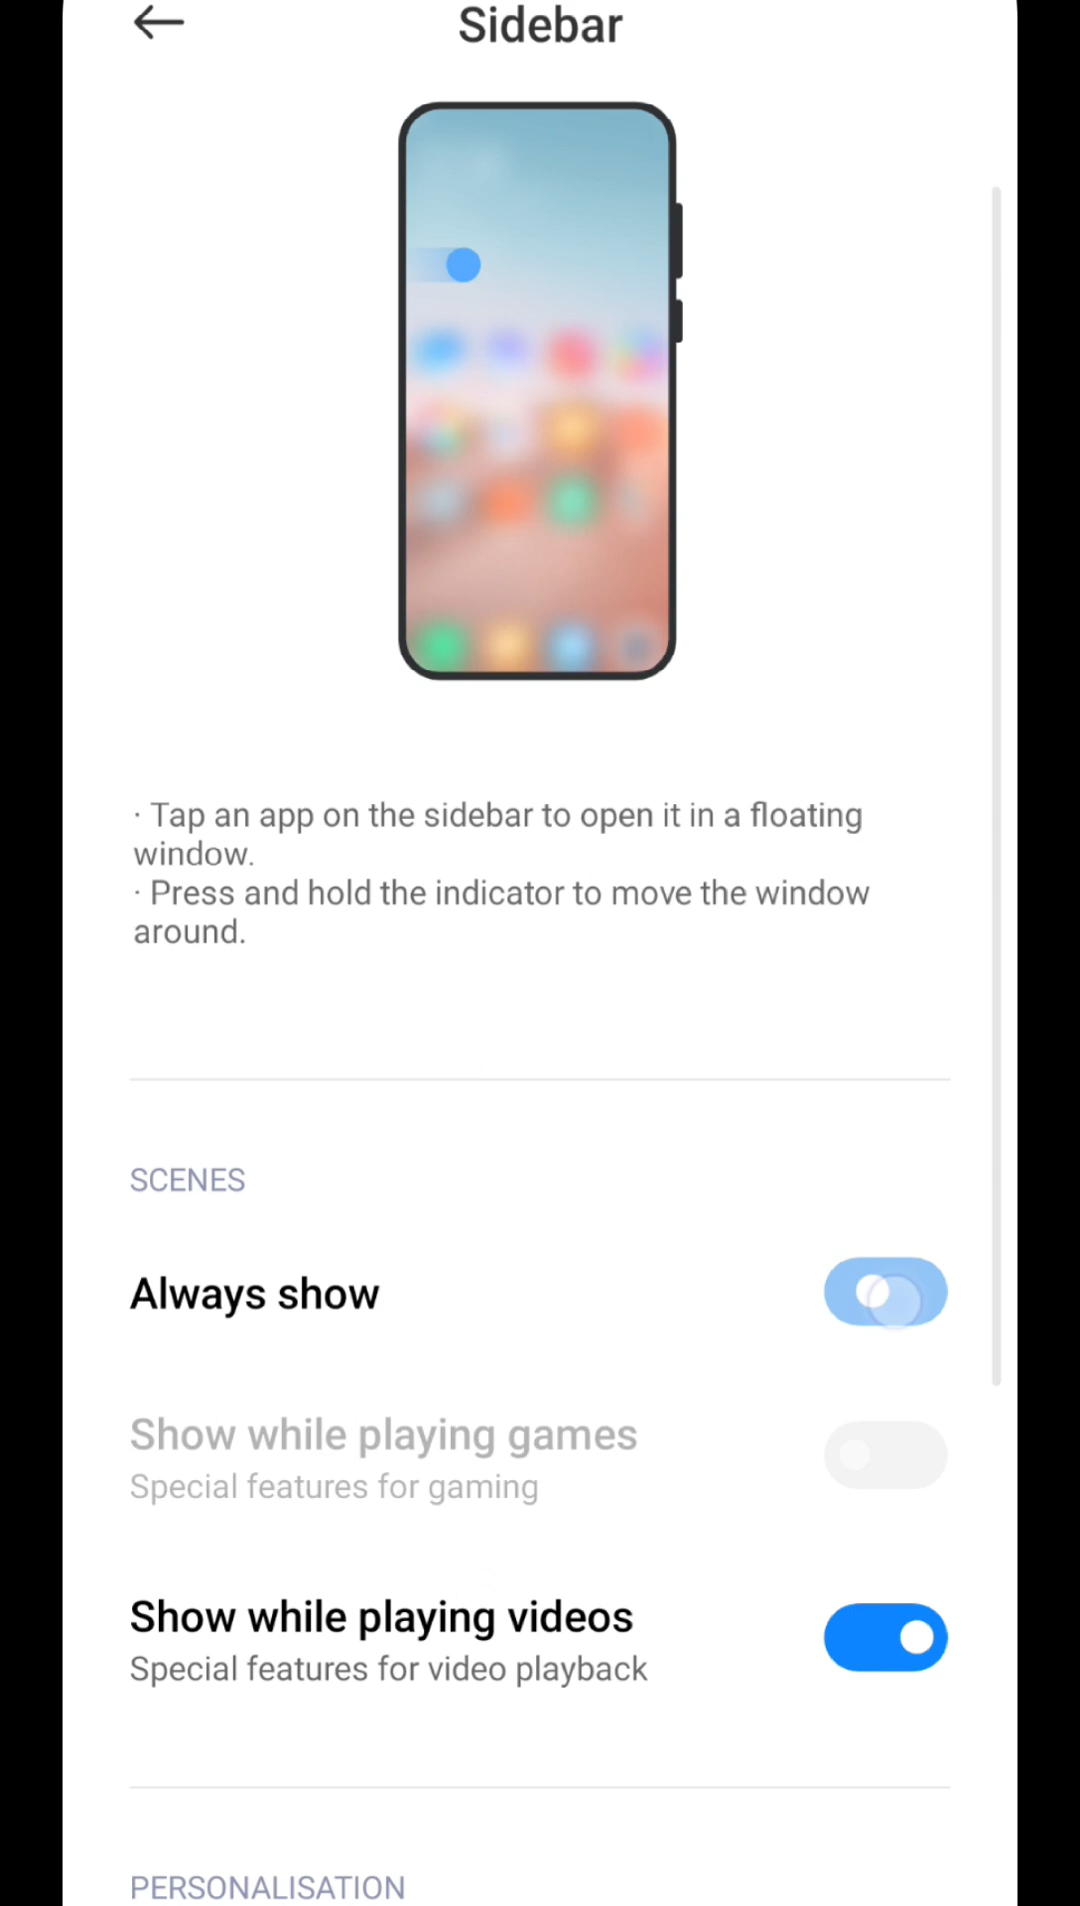 Sidebar
· Tap an app on the sidebar to open it in a floating
window.
· Press and hold the indicator to move the window
around.
SCENES
Always show
Show while playing games
Special features for gaming
Show while playing videos
Special features for video playback
PERSONALISATION